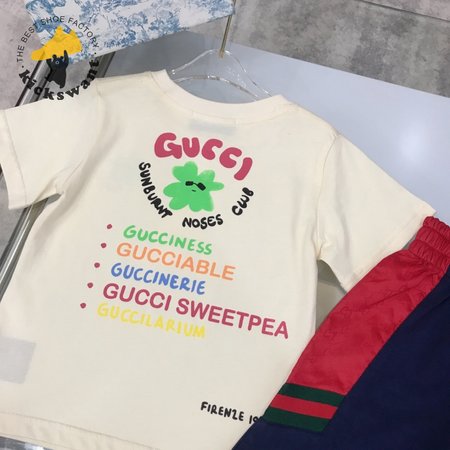 THE BEST SHOE FACTORY
kickswant
GUCCI
SUNBURNT NOSES CLUB
GUCCINESS
GUCCIABLE
GUCCINERIE
GUCCI SWEETPEA
GUCCILARIUM
FIRENZE